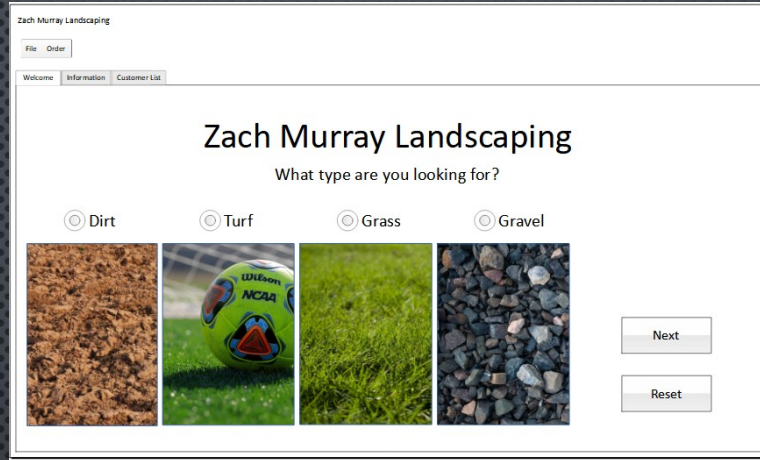 Zach Murray Landscaping
File Order
Welcome Information Customer List
Zach Murray Landscaping
What type are you looking for?
Dirt Turf Grass Gravel
Wilson
NCAA
Next
Reset